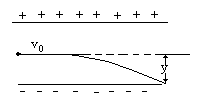 + + + + + + + +
v₀
y
- - - - - - - -